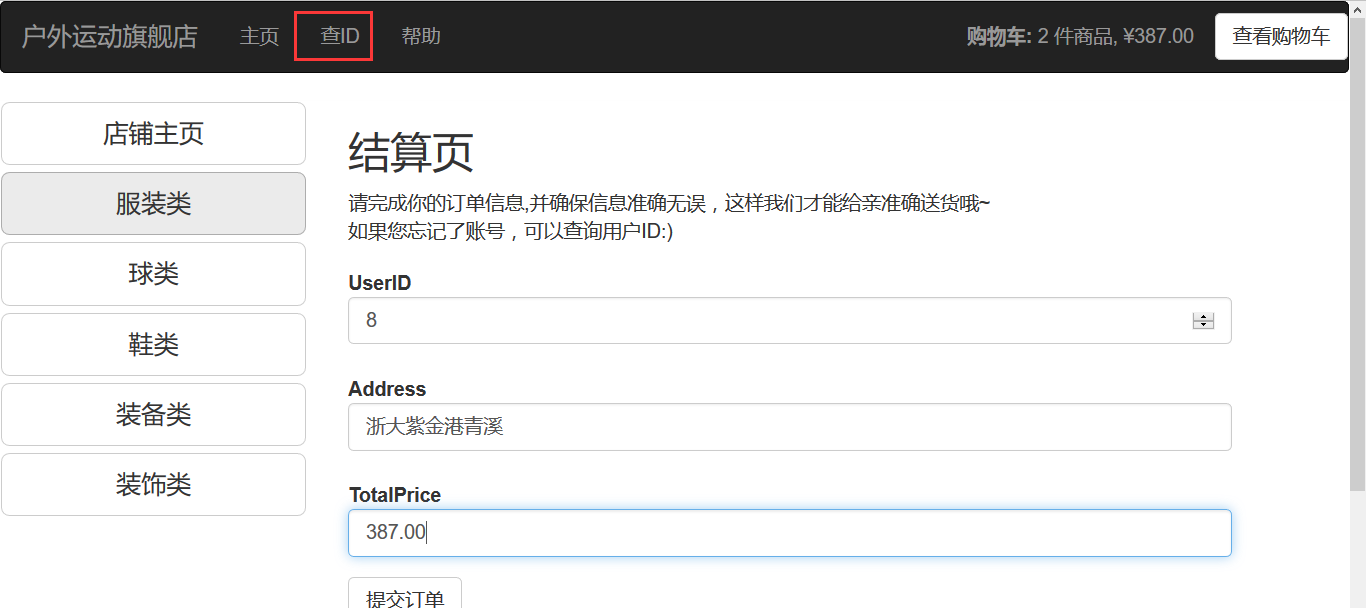 户外运动旗舰店 主页 查ID 帮助 购物车: 2 件商品, ¥387.00 查看购物车
店铺主页
服装类
球类
鞋类
装备类
装饰类
结算页
请完成你的订单信息,并确保信息准确无误，这样我们才能给亲准确送货哦~
如果您忘记了账号，可以查询用户ID:)
UserID
8
Address
浙大紫金港青溪
TotalPrice
387.00
提交订单